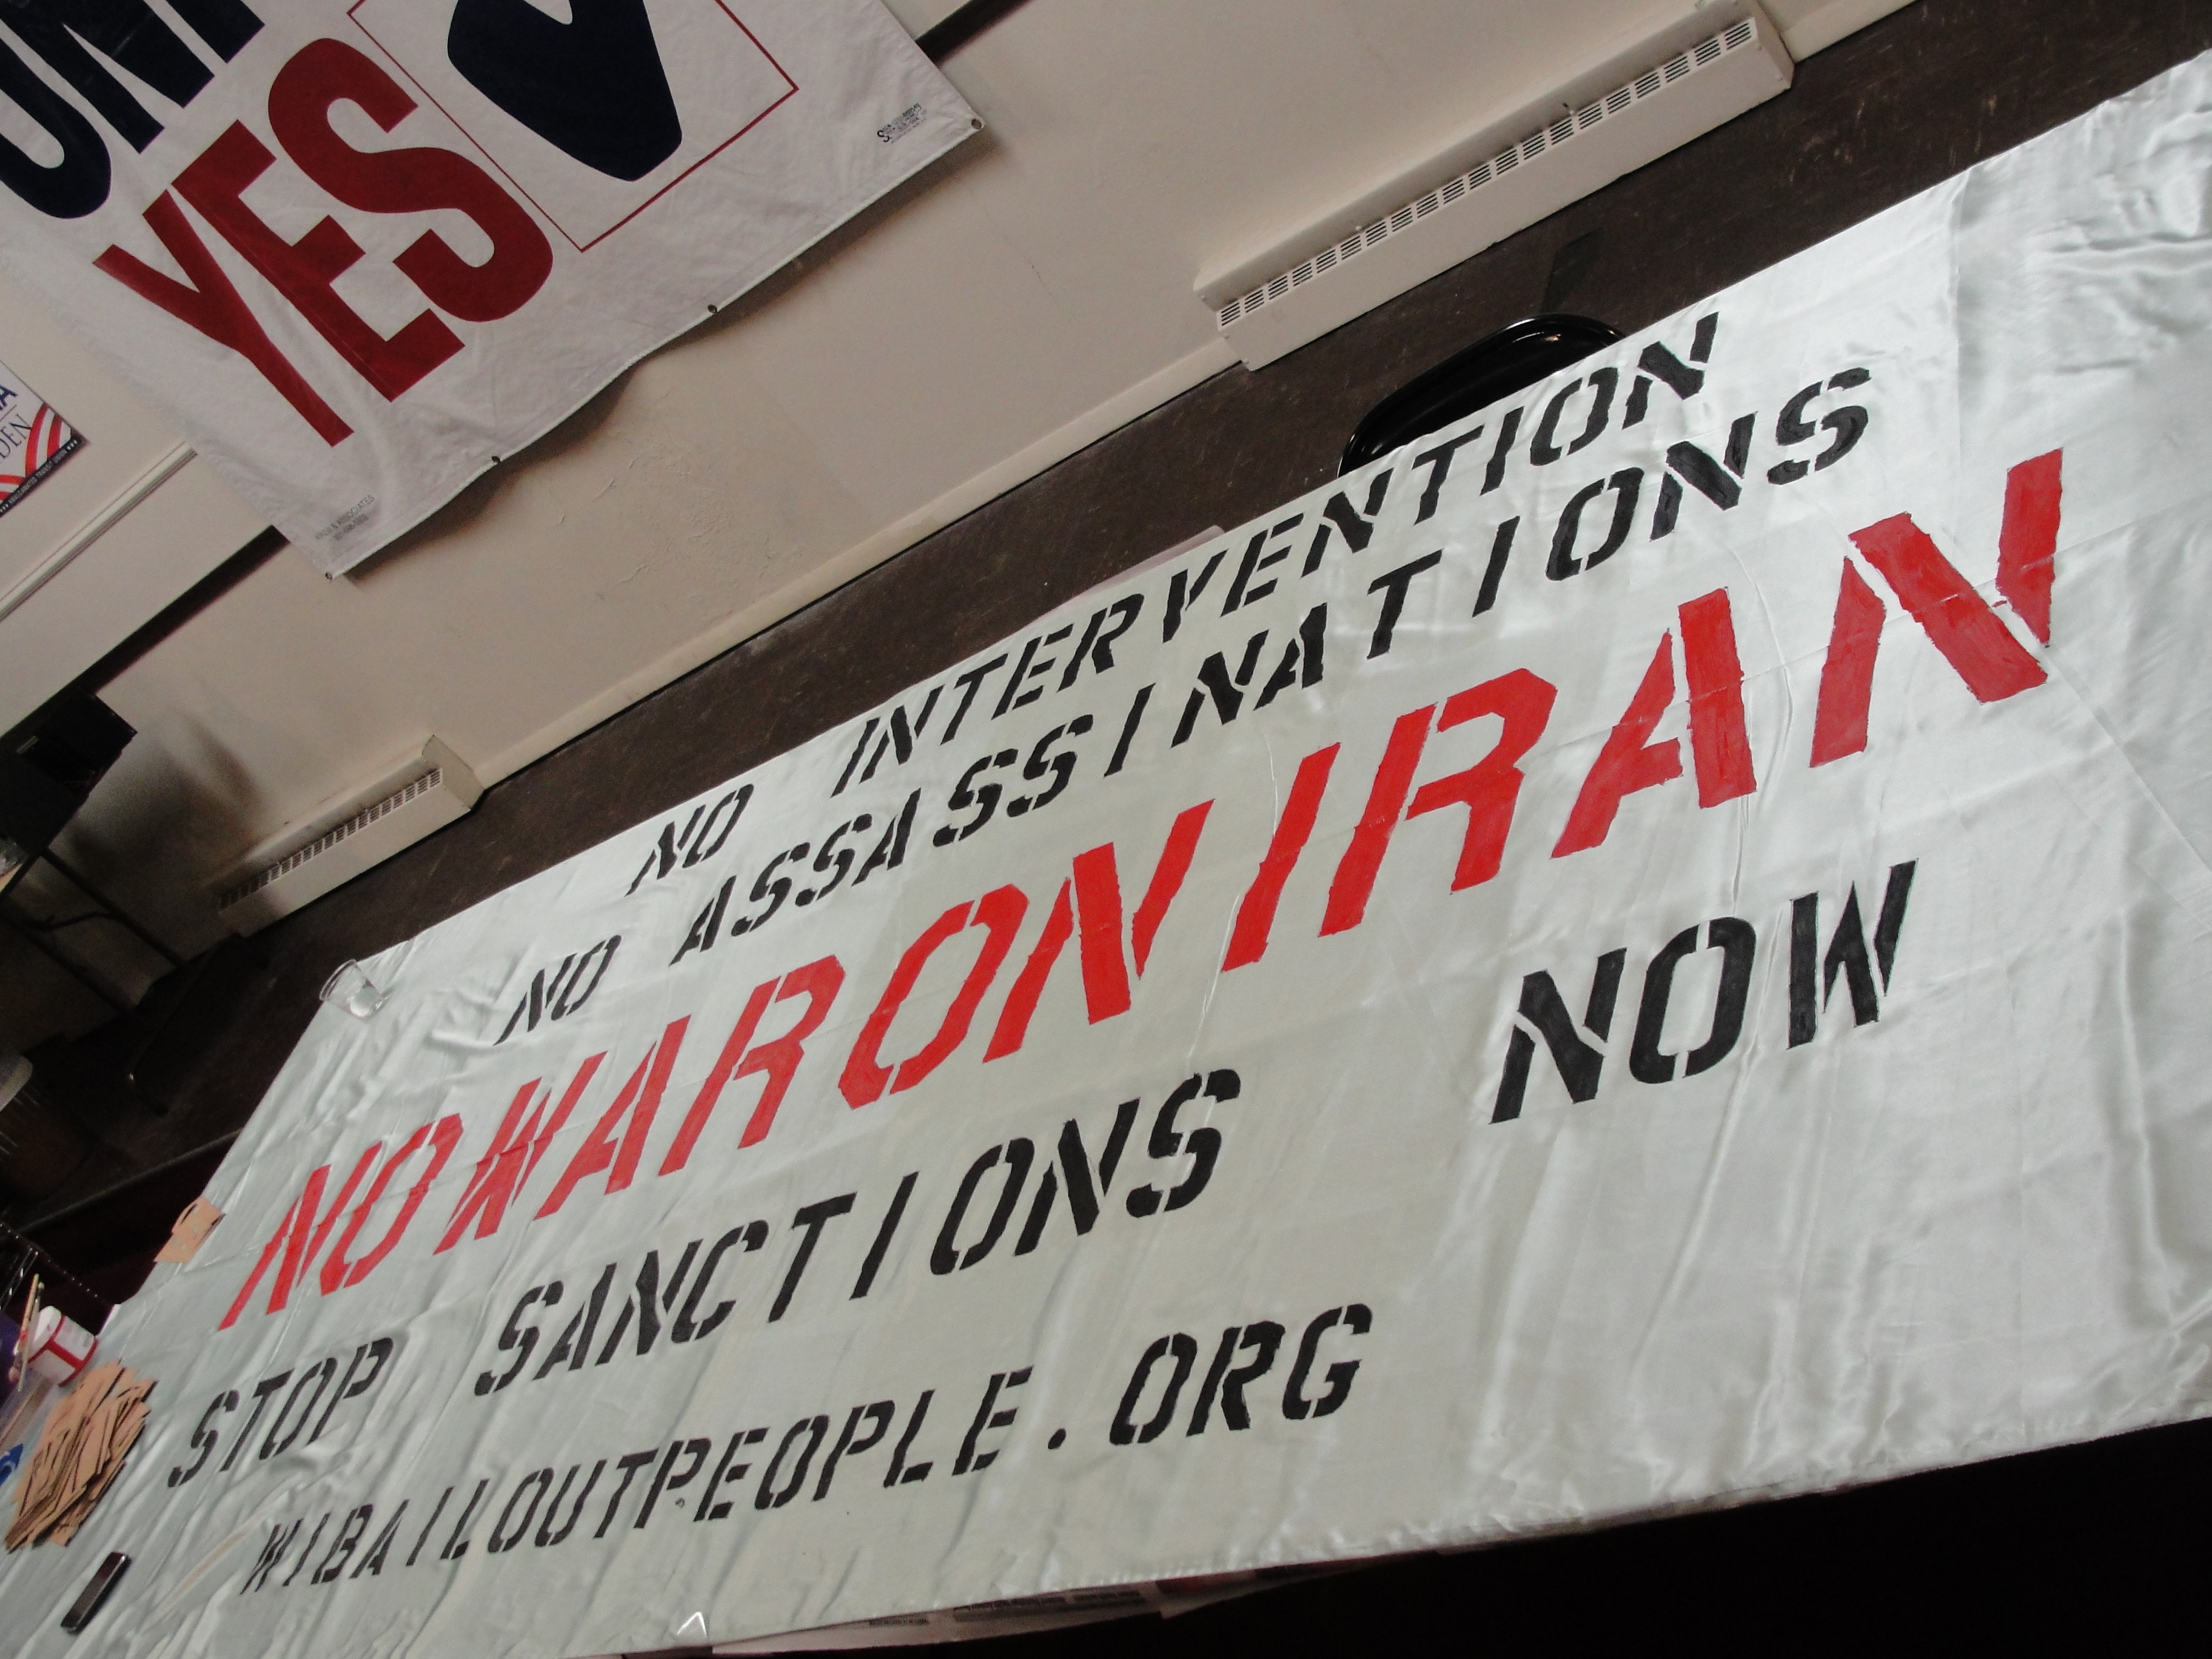 YES
NO INTERVENTION
NO ASSASSINATIONS
NO WAR ON IRAN
STOP SANCTIONS NOW
WIBAILOUTPEOPLE.ORG